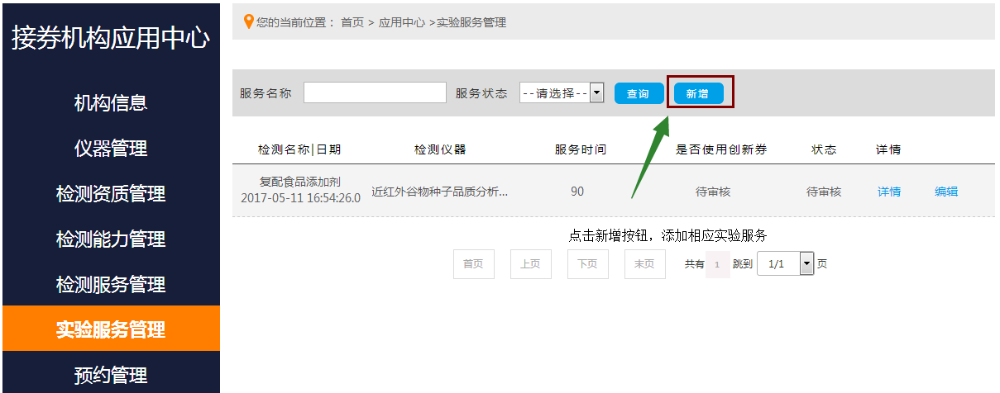 接券机构应用中心
机构信息
仪器管理
检测资质管理
检测能力管理
检测服务管理
实验服务管理
预约管理
您的当前位置： 首页 > 应用中心 >实验服务管理
服务名称 服务状态 --请选择-- 查询 新增
检测名称|日期 检测仪器 服务时间 是否使用创新券 状态 详情
复配食品添加剂
2017-05-11 16:54:26.0 近红外谷物种子品质分析... 90 待审核 待审核 详情 编辑
点击新增按钮，添加相应实验服务
首页 上页 下页 末页 共有 1 跳到 1/1 页